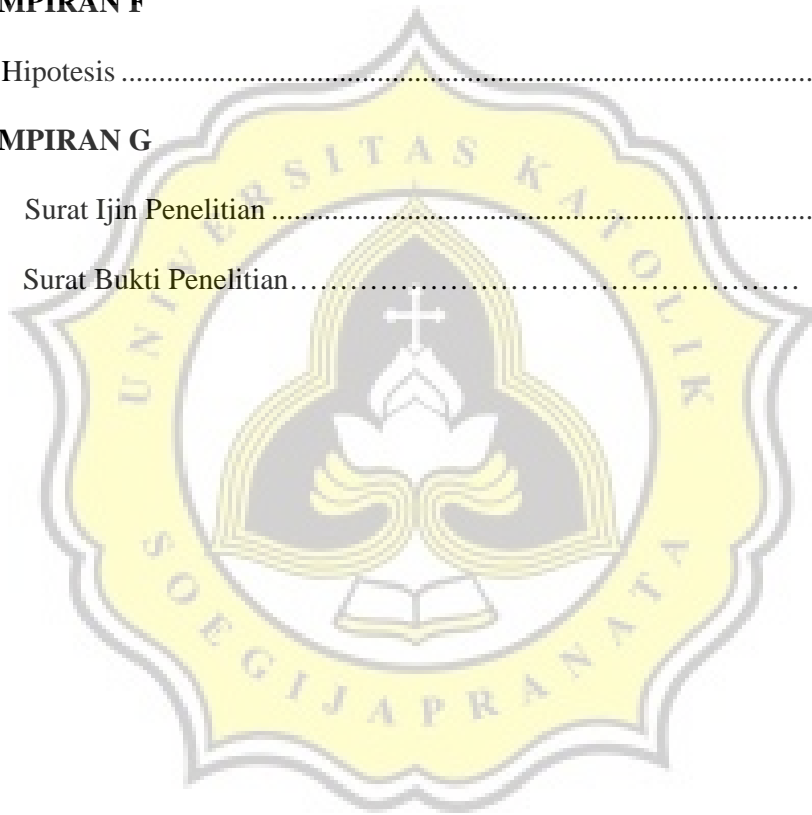 MPIRAN F
Hipotesis ....................................................................................................
MPIRAN G
Surat Ijin Penelitian ................................................................................
Surat Bukti Penelitian……………………………………………
UNIVERSITAS KATOLIK
SOEGIJAPRANATA